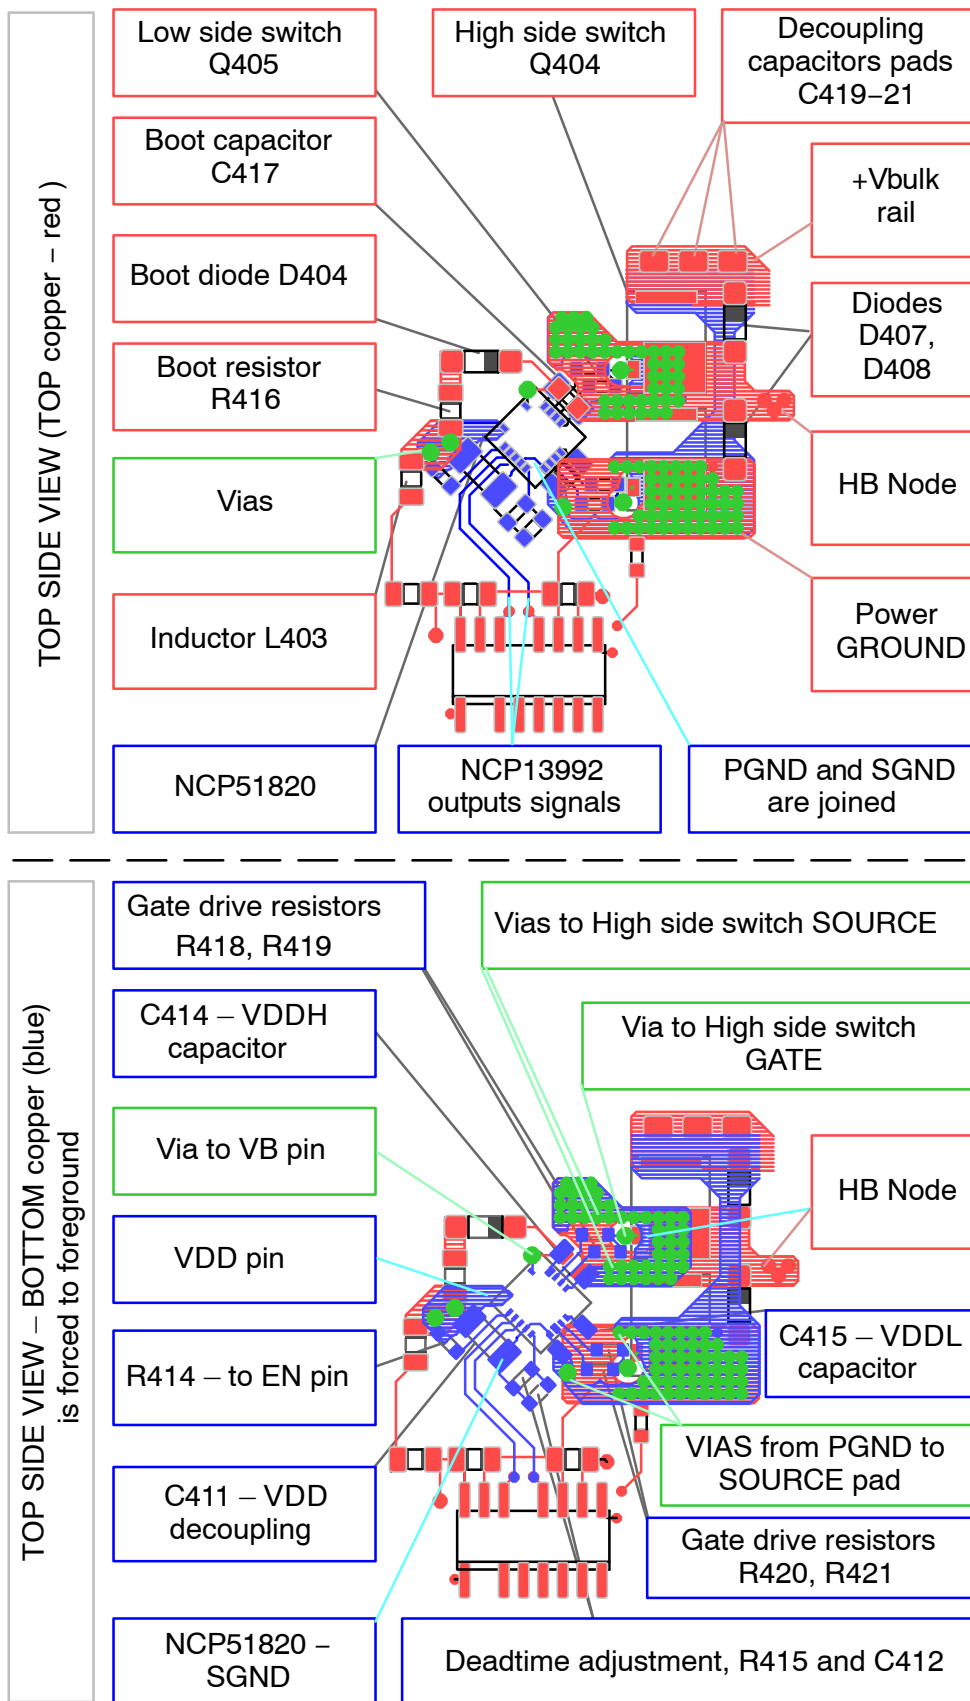 TOP SIDE VIEW (TOP copper – red )
Low side switch
Q405
High side switch
Q404
Decoupling
capacitors pads
C419–21
Boot capacitor
C417
+Vbulk
rail
Boot diode D404
Diodes
D407,
D408
Boot resistor
R416
HB Node
Vias
Inductor L403
Power
GROUND
NCP51820
NCP13992
outputs signals
PGND and SGND
are joined
TOP SIDE VIEW – BOTTOM copper (blue)
is forced to foreground
Gate drive resistors
R418, R419
Vias to High side switch SOURCE
C414 – VDDH
capacitor
Via to High side switch
GATE
Via to VB pin
HB Node
VDD pin
C415 – VDDL
capacitor
R414 – to EN pin
VIAS from PGND to
SOURCE pad
C411 – VDD
decoupling
Gate drive resistors
R420, R421
NCP51820 –
SGND
Deadtime adjustment, R415 and C412